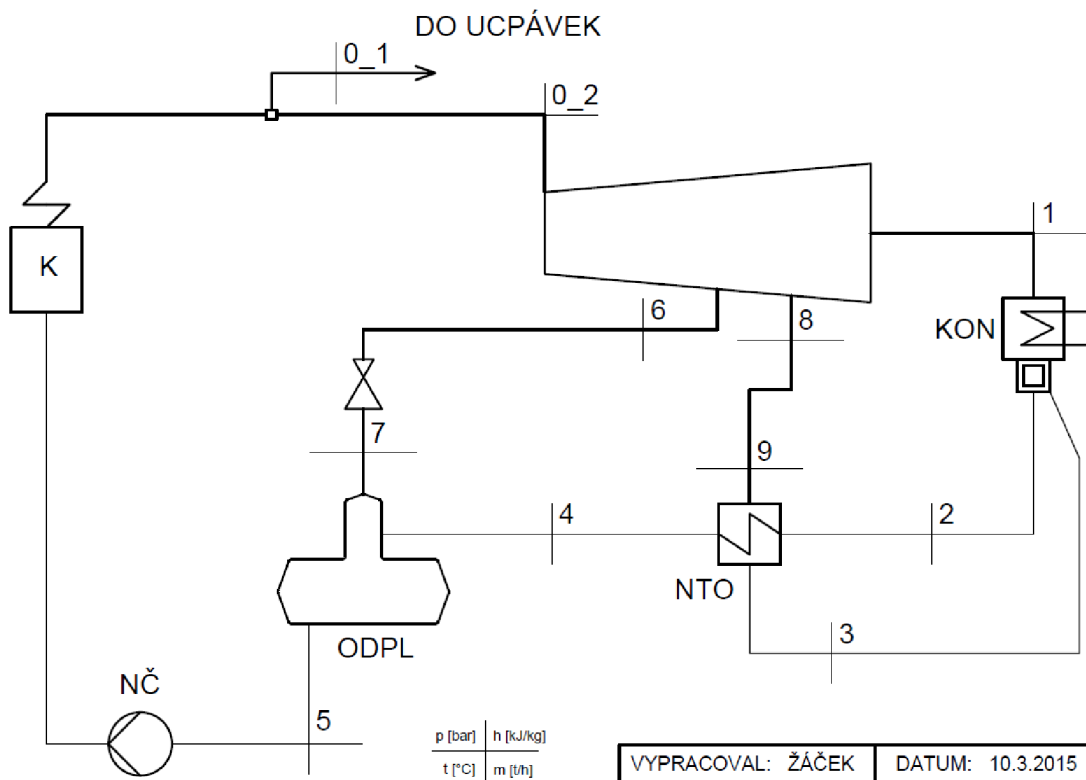 DO UCPÁVEK
0_1
0_2
1
K
6
8
KON
7
9
4
2
NTO
ODPL
3
NČ
5
p [bar] h [kJ/kg]
t [°C] m [t/h]
VYPRACOVAL: ŽÁČEK DATUM: 10.3.2015